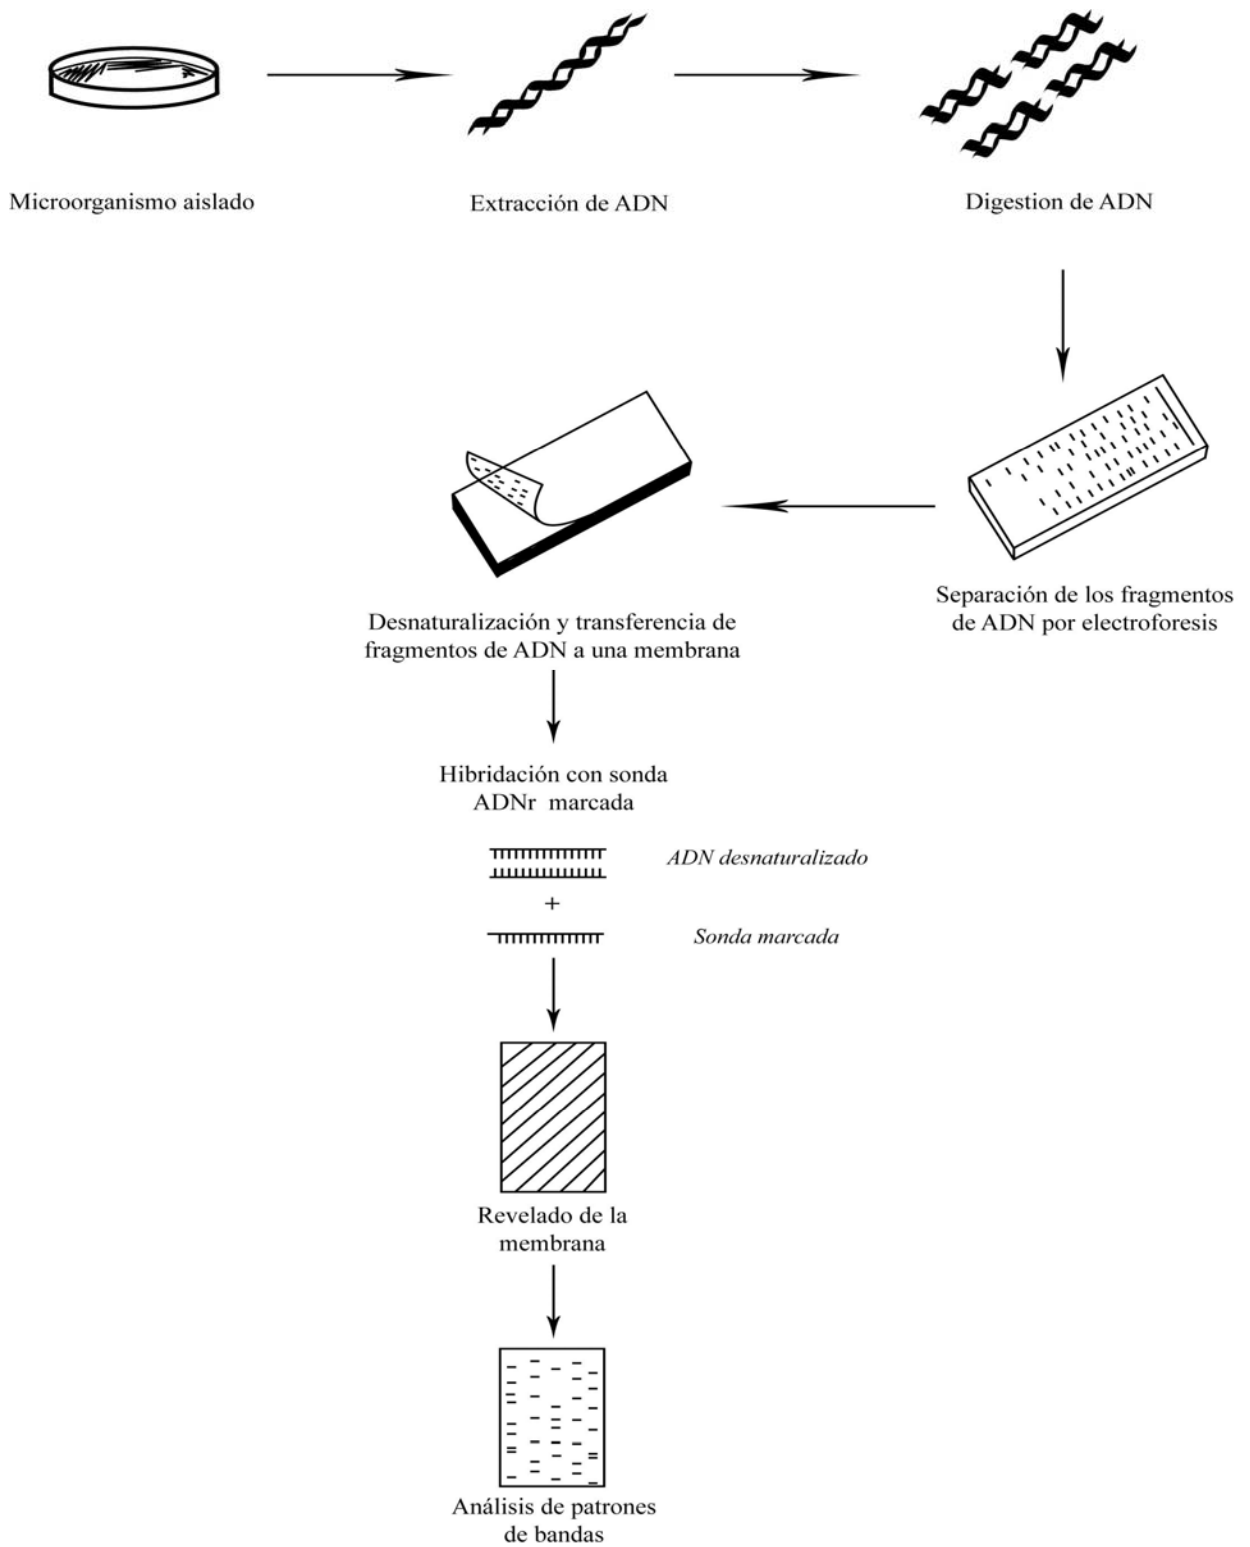 Microorganismo aislado
Extracción de ADN
Digestion de ADN
Separación de los fragmentos
de ADN por electroforesis
Desnaturalización y transferencia de
fragmentos de ADN a una membrana
Hibridación con sonda
ADNr marcada
ADN desnaturalizado
+
Sonda marcada
Revelado de la
membrana
Análisis de patrones
de bandas